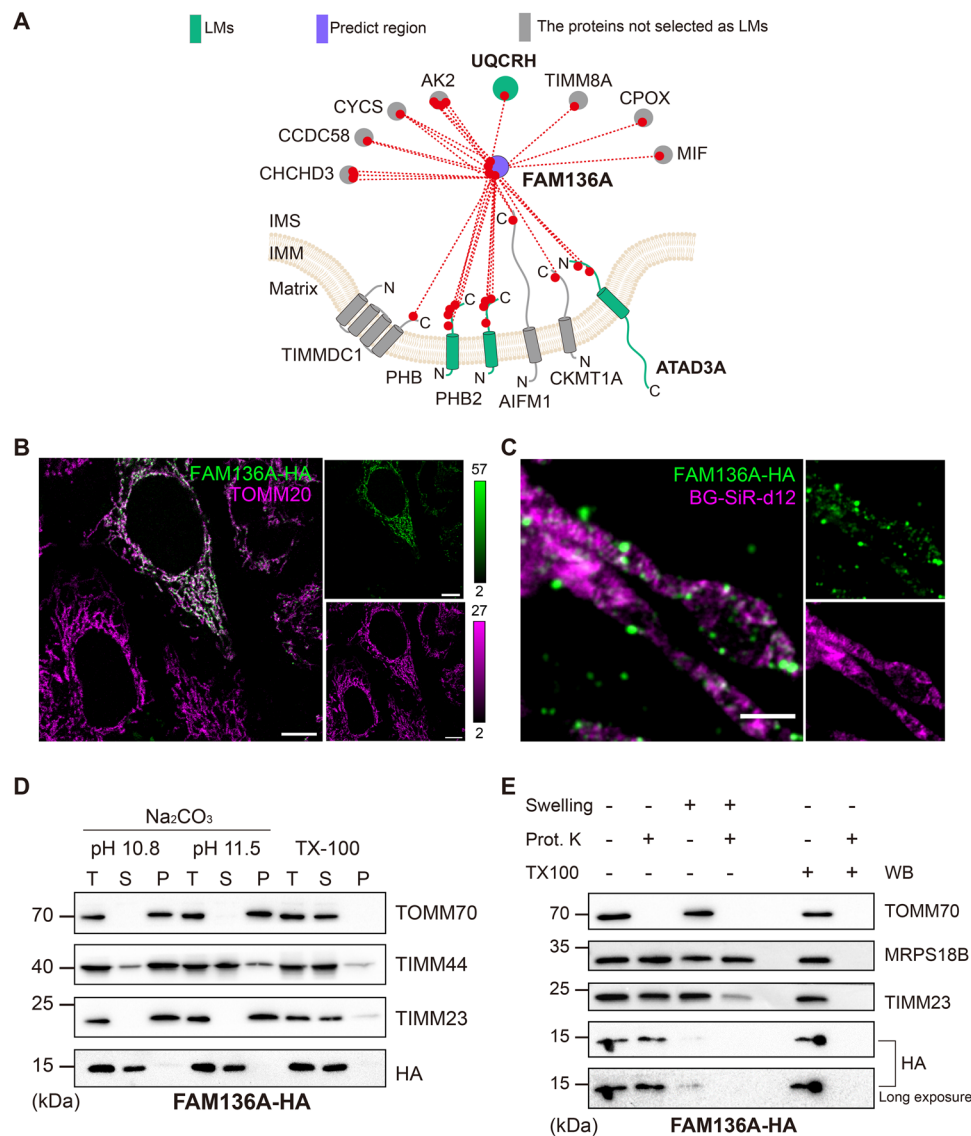 A
LMs
Predict region
The proteins not selected as LMs
UQCRH
AK2
TIMM8A
CYCS
CPOX
CCDC58
MIF
CHCHD3
FAM136A
C
IMS
C
N
IMM
C
C
Matrix
N
C
TIMMDC1
N
ATAD3A
PHB
N
N
CKMT1A
C
PHB2
N
AIFM1
B
FAM136A-HA
TOMM20
57
2
27
2
C
FAM136A-HA
BG-SiR-d12
D
Na₂CO₃
pH 10.8 pH 11.5 TX-100
T S P T S P T S P
70 TOMM70
40 TIMM44
25
TIMM23
15 HA
(kDa) FAM136A-HA
E
Swelling - - + + - -
Prot. K - + - + - +
TX100 - - - - + + WB
70 TOMM70
35
MRPS18B
25
TIMM23
15
HA
15
Long exposure
(kDa) FAM136A-HA